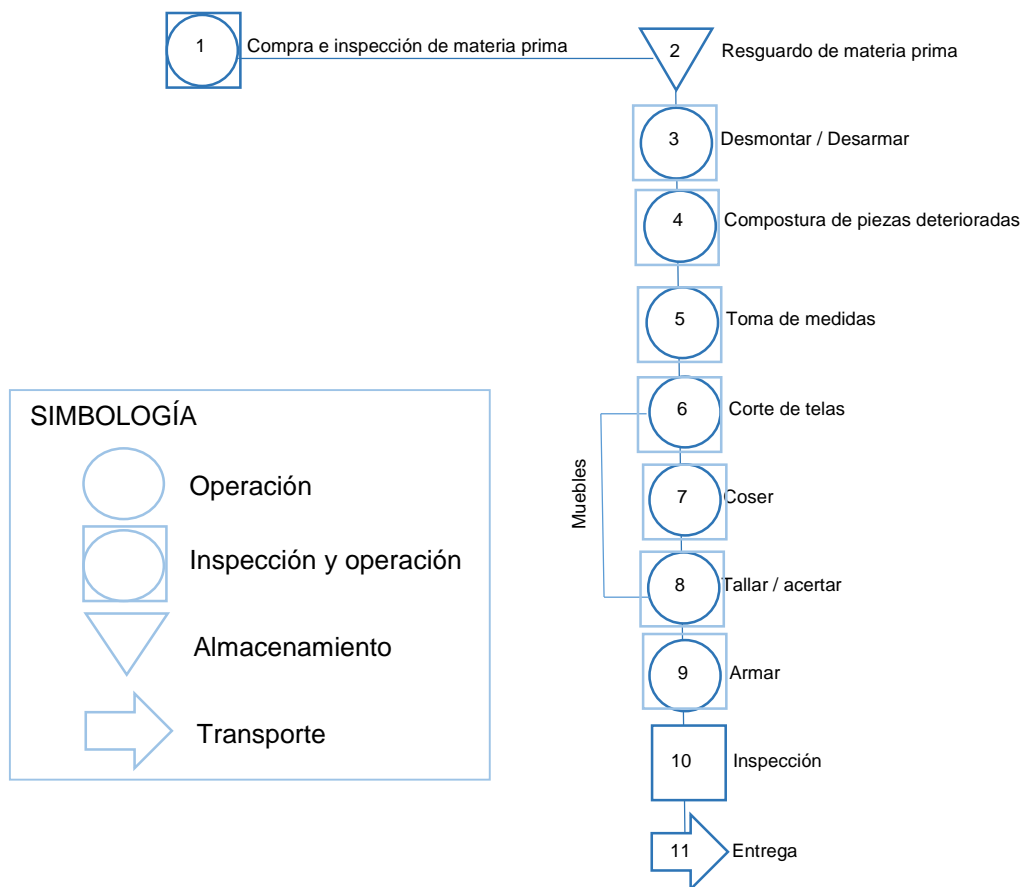 1 Compra e inspección de materia prima
2 Resguardo de materia prima
3 Desmontar / Desarmar
4 Compostura de piezas deterioradas
5 Toma de medidas
6 Corte de telas
Muebles
7 Coser
8 Tallar / acertar
9 Armar
10 Inspección
11 Entrega
SIMBOLOGÍA
Operación
Inspección y operación
Almacenamiento
Transporte